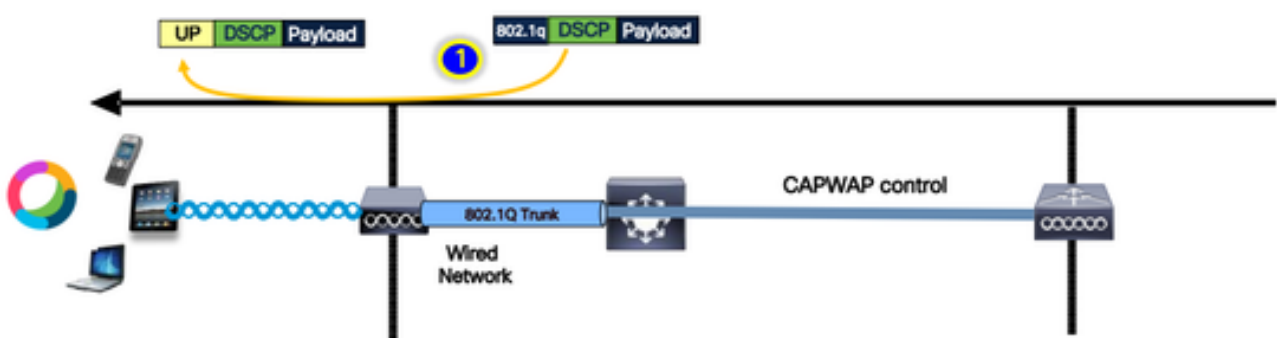 UP DSCP Payload
802.1q DSCP Payload
1
CAPWAP control
802.1Q Trunk
Wired
Network